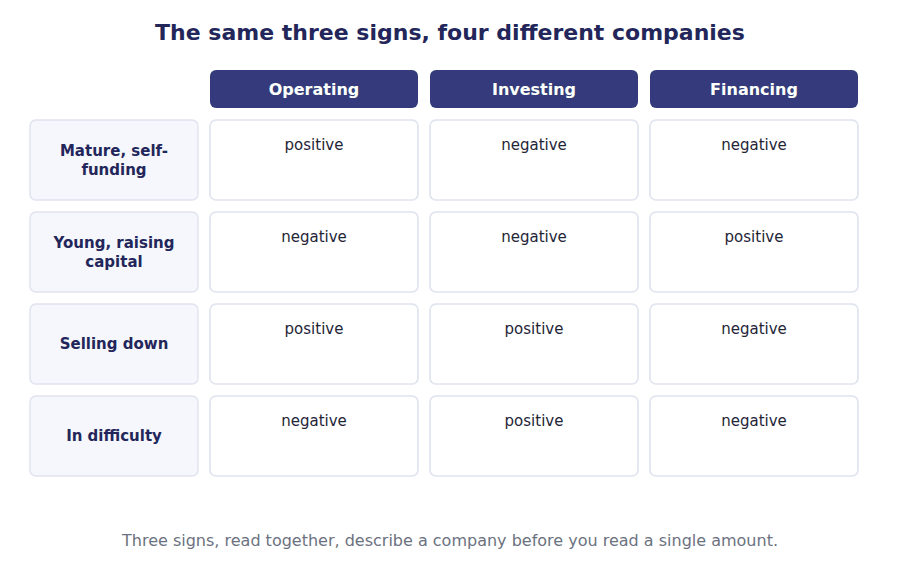 The same three signs, four different companies
Operating Investing Financing
Mature, self-
funding
positive negative negative
Young, raising
capital
negative negative positive
Selling down
positive positive negative
In difficulty
negative positive negative
Three signs, read together, describe a company before you read a single amount.